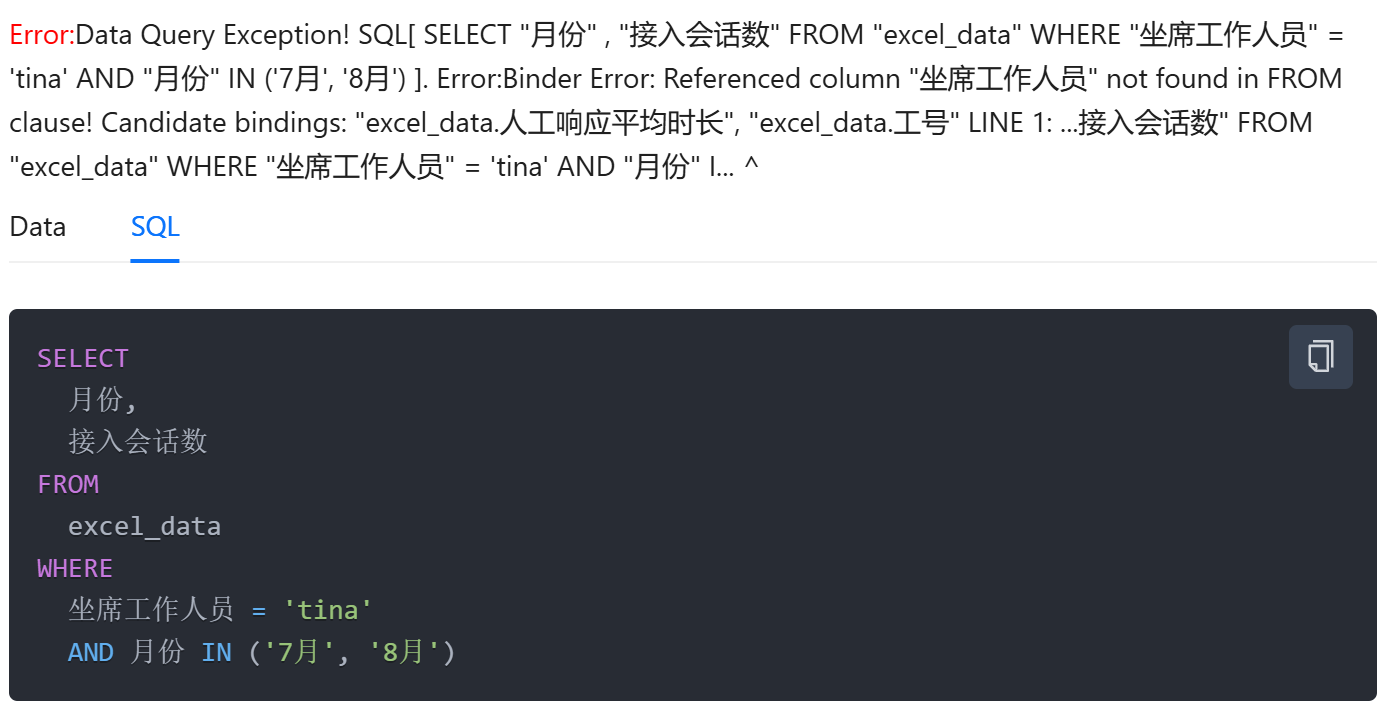 Error:Data Query Exception! SQL[ SELECT "月份" , "接入会话数" FROM "excel_data" WHERE "坐席工作人员" =
'tina' AND "月份" IN ('7月', '8月') ]. Error:Binder Error: Referenced column "坐席工作人员" not found in FROM
clause! Candidate bindings: "excel_data.人工响应平均时长", "excel_data.工号" LINE 1: ...接入会话数" FROM
"excel_data" WHERE "坐席工作人员" = 'tina' AND "月份" I... ^
Data SQL
SELECT
月份,
接入会话数
FROM
excel_data
WHERE
坐席工作人员 = 'tina'
AND 月份 IN ('7月', '8月')